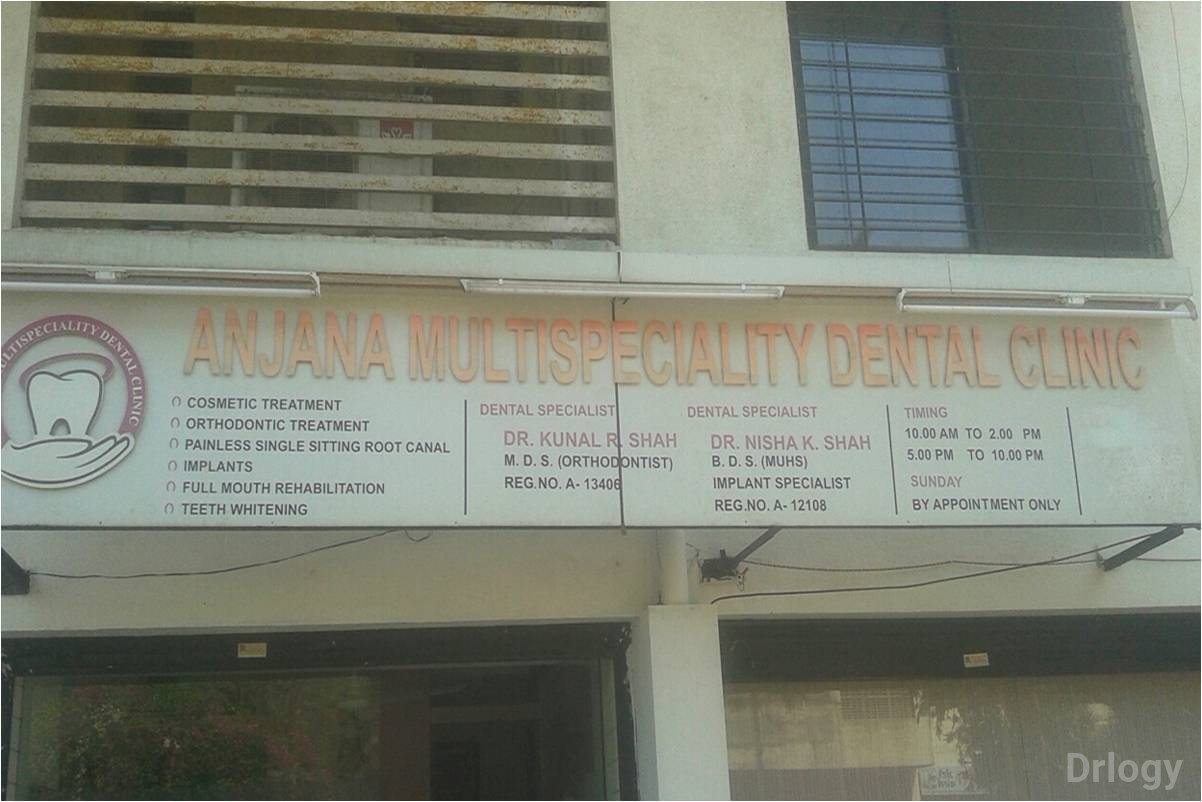 MULTISPECIALITY DENTAL CLINIC
ANJANA MULTISPECIALITY DENTAL CLINIC
COSMETIC TREATMENT
ORTHODONTIC TREATMENT
PAINLESS SINGLE SITTING ROOT CANAL
IMPLANTS
FULL MOUTH REHABILITATION
TEETH WHITENING
DENTAL SPECIALIST
DR. KUNAL R. SHAH
M. D. S. (ORTHODONTIST)
REG.NO. A- 13406
DENTAL SPECIALIST
DR. NISHA K. SHAH
B. D. S. (MUHS)
IMPLANT SPECIALIST
REG.NO. A- 12108
TIMING
10.00 AM TO 2.00 PM
5.00 PM TO 10.00 PM
SUNDAY
BY APPOINTMENT ONLY
Drlogy